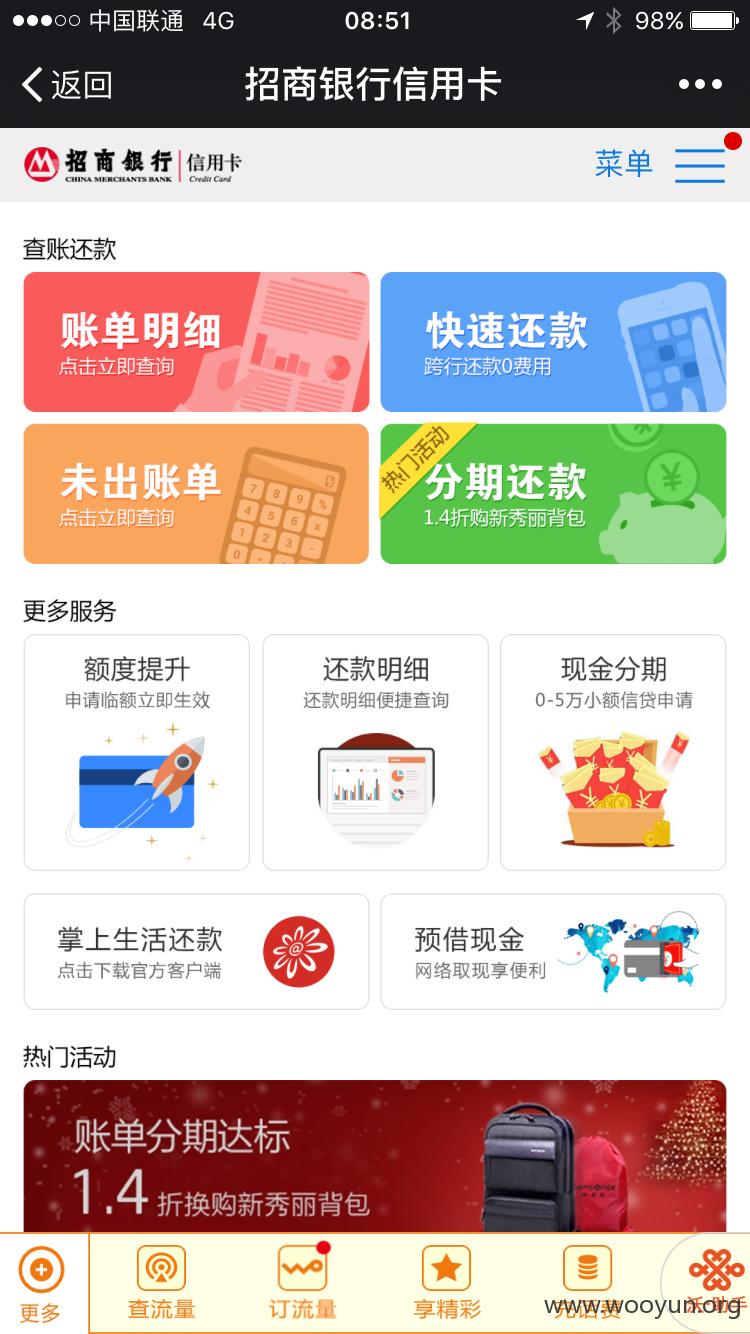 中国联通 4G 08:51 98%
返回 招商银行信用卡
招商银行 信用卡 菜单
CHINA MERCHANTS BANK Credit Card
查账还款
账单明细
点击立即查询
快速还款
跨行还款0费用
未出账单
点击立即查询
热门活动
分期还款
1.4折购新秀丽背包
更多服务
额度提升
申请临额立即生效
还款明细
还款明细便捷查询
现金分期
0-5万小额信贷申请
掌上生活还款
点击下载官方客户端
预借现金
网络取现享便利
热门活动
账单分期达标
1.4折换购新秀丽背包
更多 查流量 订流量 享精彩 充话费 沃·助手
www.wooyun.org